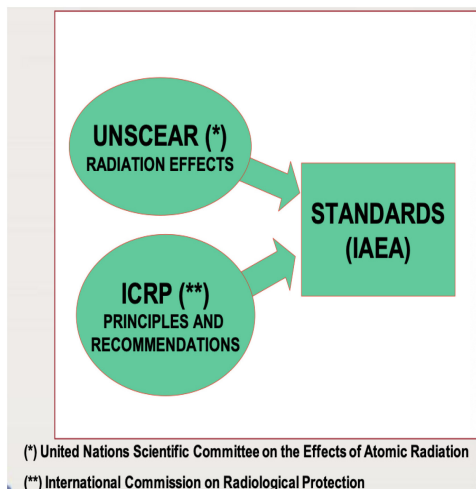 UNSCEAR (*)
RADIATION EFFECTS
STANDARDS
(IAEA)
ICRP (**)
PRINCIPLES AND
RECOMMENDATIONS
(*) United Nations Scientific Committee on the Effects of Atomic Radiation
(**) International Commission on Radiological Protection